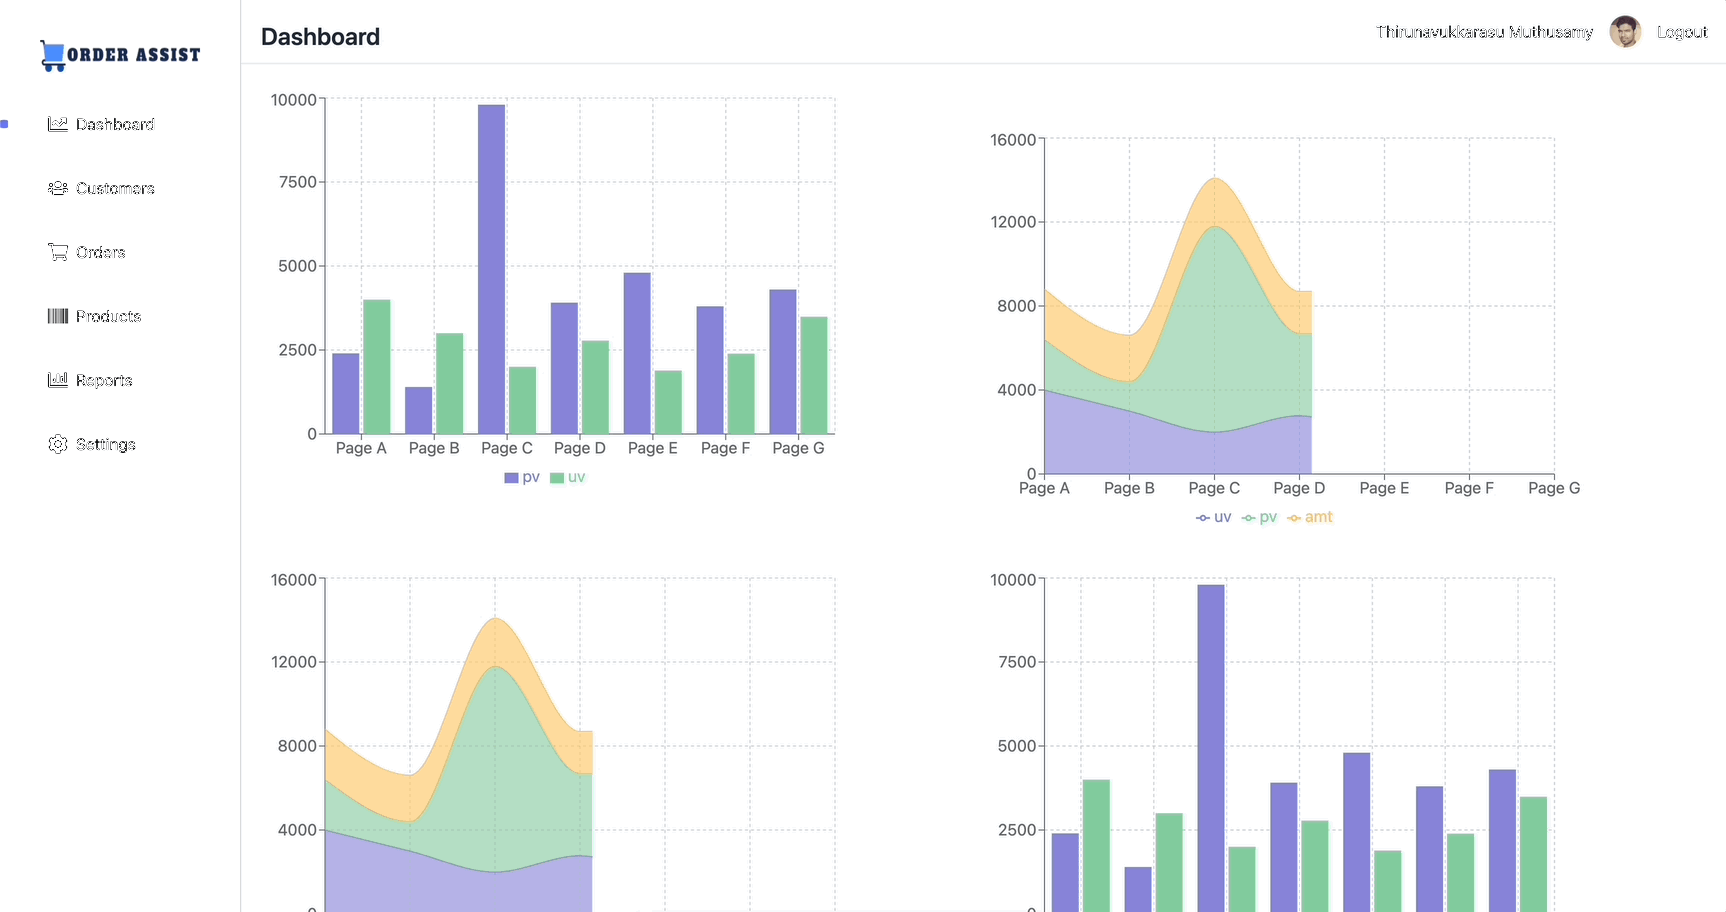 ORDER ASSIST
Dashboard
Customers
Orders
Products
Reports
Settings
Dashboard
Thirunavukkarasu Muthusamy
Logout
10000
7500
5000
2500
0
Page A Page B Page C Page D Page E Page F Page G
pv uv
16000
12000
8000
4000
0
Page A Page B Page C Page D Page E Page F Page G
uv pv amt
16000
12000
8000
4000
0
10000
7500
5000
2500